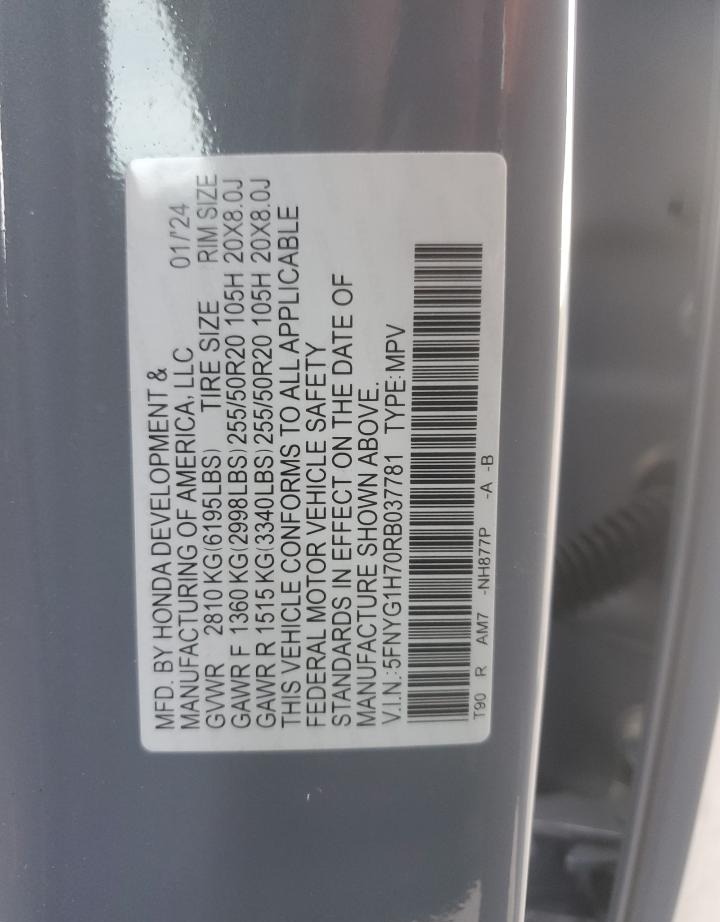 MFD. BY HONDA DEVELOPMENT &
MANUFACTURING OF AMERICA, LLC 01/'24
GVWR 2810 KG(6195LBS) TIRE SIZE RIM SIZE
GAWR F 1360 KG(2998LBS) 255/50R20 105H 20X8.0J
GAWR R 1515 KG(3340LBS) 255/50R20 105H 20X8.0J
THIS VEHICLE CONFORMS TO ALL APPLICABLE
FEDERAL MOTOR VEHICLE SAFETY
STANDARDS IN EFFECT ON THE DATE OF
MANUFACTURE SHOWN ABOVE.
V.I.N.:5FNYG1H70RB037781 TYPE:MPV
T90 R AM7 -NH877P -A -B